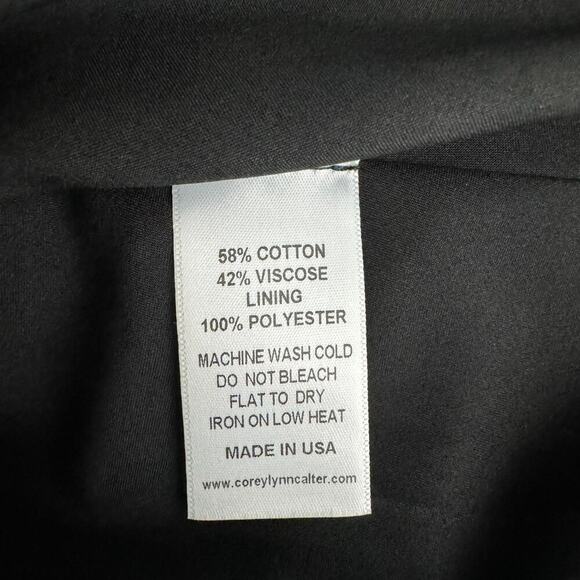 58% COTTON
42% VISCOSE
LINING
100% POLYESTER
MACHINE WASH COLD
DO NOT BLEACH
FLAT TO DRY
IRON ON LOW HEAT
MADE IN USA
www.coreylynncalter.com